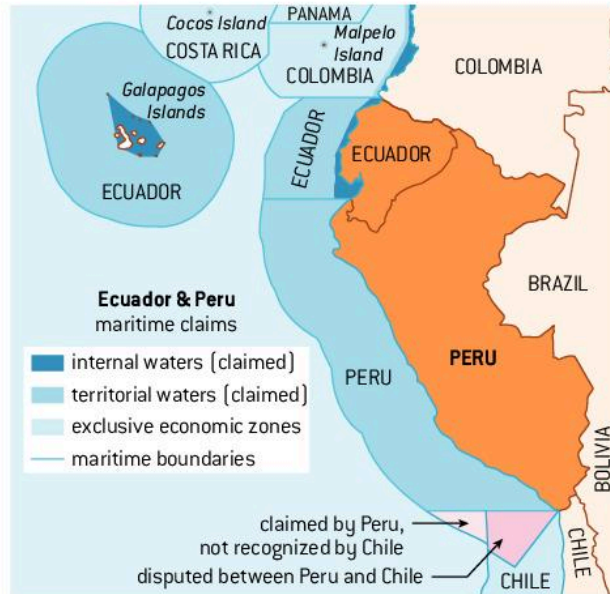 Cocos Island
COSTA RICA
PANAMA
Malpelo
Island
COLOMBIA
COLOMBIA
Galapagos
Islands
ECUADOR
ECUADOR
ECUADOR
BRAZIL
Ecuador & Peru
maritime claims
internal waters (claimed)
territorial waters (claimed)
exclusive economic zones
maritime boundaries
PERU
PERU
BOLIVIA
claimed by Peru,
not recognized by Chile
disputed between Peru and Chile
CHILE
CHILE